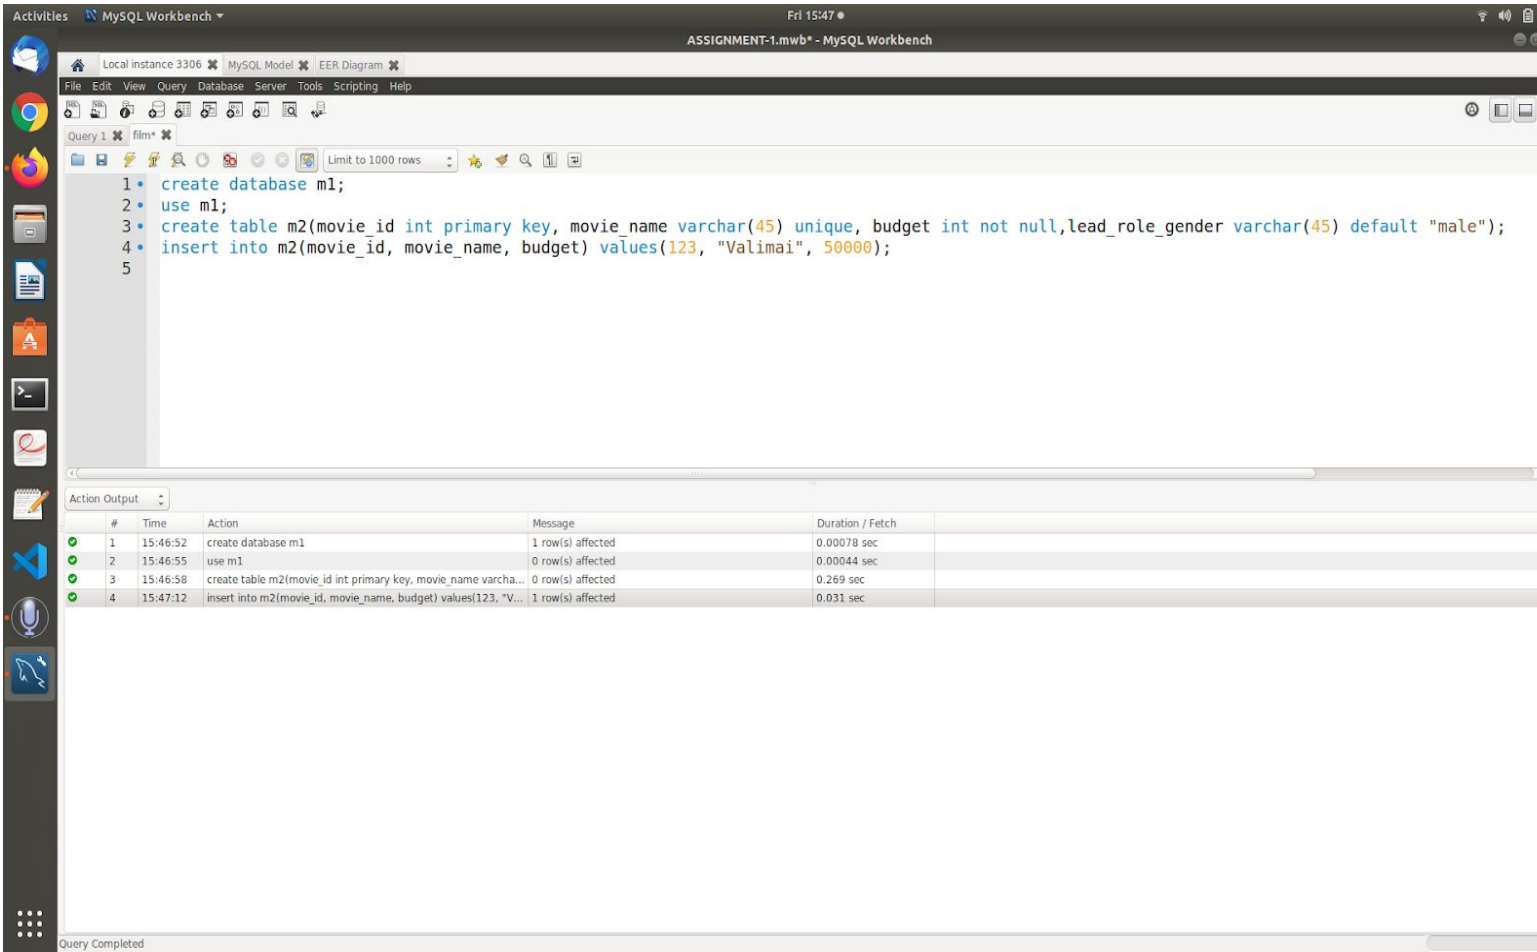 Activities MySQL Workbench Fri 15:47
ASSIGNMENT-1.mwb* - MySQL Workbench
Local instance 3306 MySQL Model EER Diagram
File Edit View Query Database Server Tools Scripting Help
Query 1 film*
Limit to 1000 rows
1 create database m1;
2 use m1;
3 create table m2(movie_id int primary key, movie_name varchar(45) unique, budget int not null,lead_role_gender varchar(45) default "male");
4 insert into m2(movie_id, movie_name, budget) values(123, "Valimai", 50000);
5
Action Output
# Time Action Message Duration / Fetch
1 15:46:52 create database m1 1 row(s) affected 0.00078 sec
2 15:46:55 use m1 0 row(s) affected 0.00044 sec
3 15:46:58 create table m2(movie_id int primary key, movie_name varcha... 0 row(s) affected 0.269 sec
4 15:47:12 insert into m2(movie_id, movie_name, budget) values(123, "V... 1 row(s) affected 0.031 sec
Query Completed